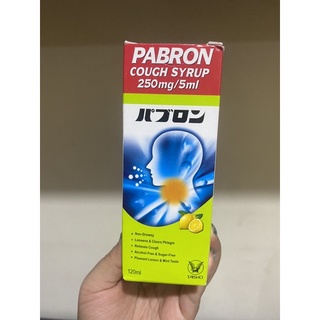 PABRON
COUGH SYRUP
250mg/5ml
パブロン
Non-Drowsy
Loosens & Clears Phlegm
Relieves Cough
Alcohol-Free & Sugar-Free
Pleasant Lemon & Mint Taste
120ml
TAISHO